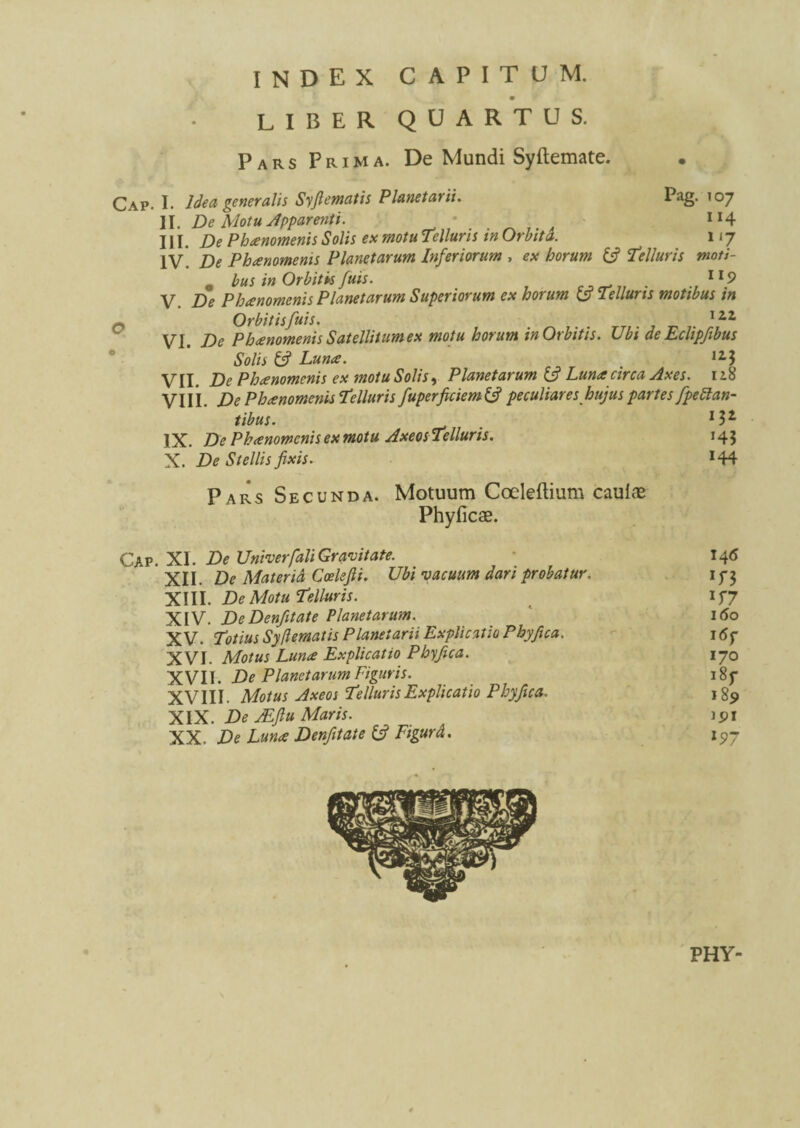 INDEX CAPITUM.
LIBER QUARTUS.
PARS PRIMA. De Mundi Syſtemate.
CAP. I. Idea generalis Syſtematis Planetarii. Pag. 107
II. De Motu Apparenti. 114
III. De Phænomenis Solis ex motu Telluris in Orbitâ. 117
IV. De Phænomenis Planetarum Inferiorum, ex horum & Telluris moti-
bus in Orbitis ſuis. 119
V. De Phænomenis Planetarum Superiorum ex horum & Telluris motibus in
Orbitis ſuis. 122
VI. De Phænomenis Satellitum ex motu horum in Orbitis. Ubi de Eclipſibus
Solis & Lunæ. 123
VII. De Phænomenis ex motu Solis, Planetarum & Lunæ circa Axes. 128
VIII. De Phænomenis Telluris ſuperficiem & peculiares hujus partes ſpectan-
tibus. 132
IX. De Phænomenis ex motu Axeos Telluris. 143
X. De Stellis fixis. 144
PARS SECUNDA. Motuum Cœleſtium cauſæ
Phyſicæ.
CAP. XI. De Univerſali Gravitate. 146
XII. De Materiâ Cœleſti. Ubi vacuum dari probatur. 153
XIII. De Motu Telluris. 157
XIV. De Denſitate Planetarum. 160
XV. Totius Syſtematis Planetarii Explicatio Phyſica. 165
XVI. Motus Lunæ Explicatio Phyſica. 170
XVII. De Planetarum Figuris. 185
XVIII. Motus Axeos Telluris Explicatio Phyſica. 189
XIX. De Æſtu Maris. 191
XX. De Lunæ Denſitate & Figurâ. 197
PHY-